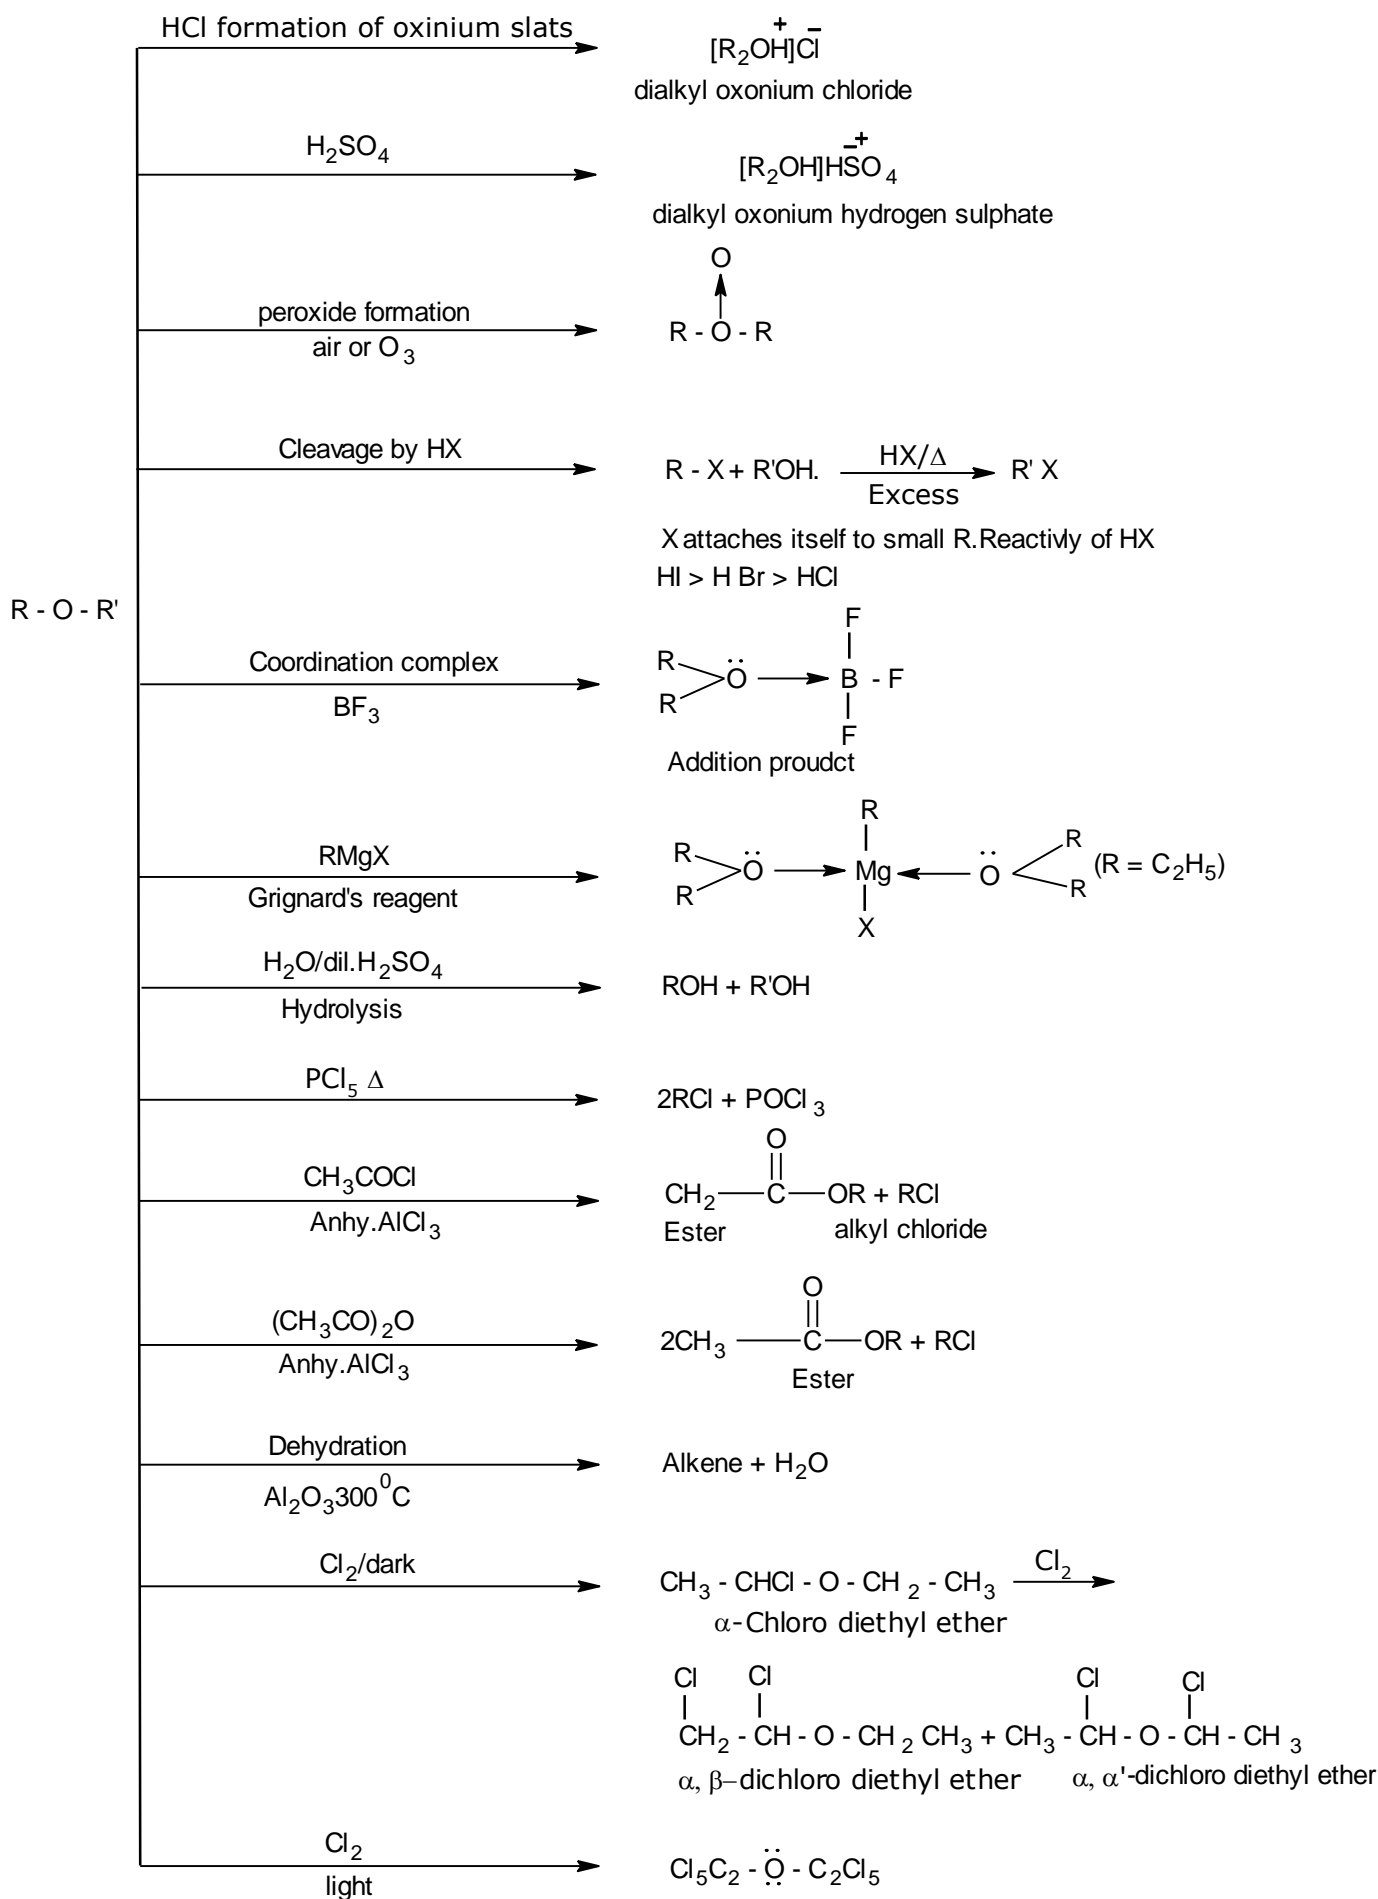 HCl formation of oxinium slats
[R₂OH]⁺Cl⁻
dialkyl oxonium chloride
H₂SO₄
[R₂OH]HSO₄ − +
dialkyl oxonium hydrogen sulphate
O
peroxide formation
R - O - R
air or O₃
Cleavage by HX
R - X + R'OH. HX/Δ R' X
Excess
X attaches itself to small R.Reactivly of HX
HI > H Br > HCl
R - O - R'
F
Coordination complex
R
O B - F
R
BF₃
F
Addition proudct
R
RMgX
R R
O Mg O (R = C₂H₅)
R R
Grignard's reagent
X
H₂O/dil.H₂SO₄
ROH + R'OH
Hydrolysis
PCl₅ Δ
2RCl + POCl₃
O
CH₃COCl
CH₂ C OR + RCl
Anhy.AlCl₃
Ester alkyl chloride
O
(CH₃CO)₂O
2CH₃ C OR + RCl
Anhy.AlCl₃
Ester
Dehydration
Alkene + H₂O
Al₂O₃300⁰C
Cl₂/dark
CH₃ - CHCl - O - CH₂ - CH₃ Cl₂
α-Chloro diethyl ether
Cl Cl Cl Cl
CH₂ - CH - O - CH₂ CH₃ + CH₃ - CH - O - CH - CH₃
α, β–dichloro diethyl ether α, α'-dichloro diethyl ether
Cl₂
Cl₅C₂ - O - C₂Cl₅
light